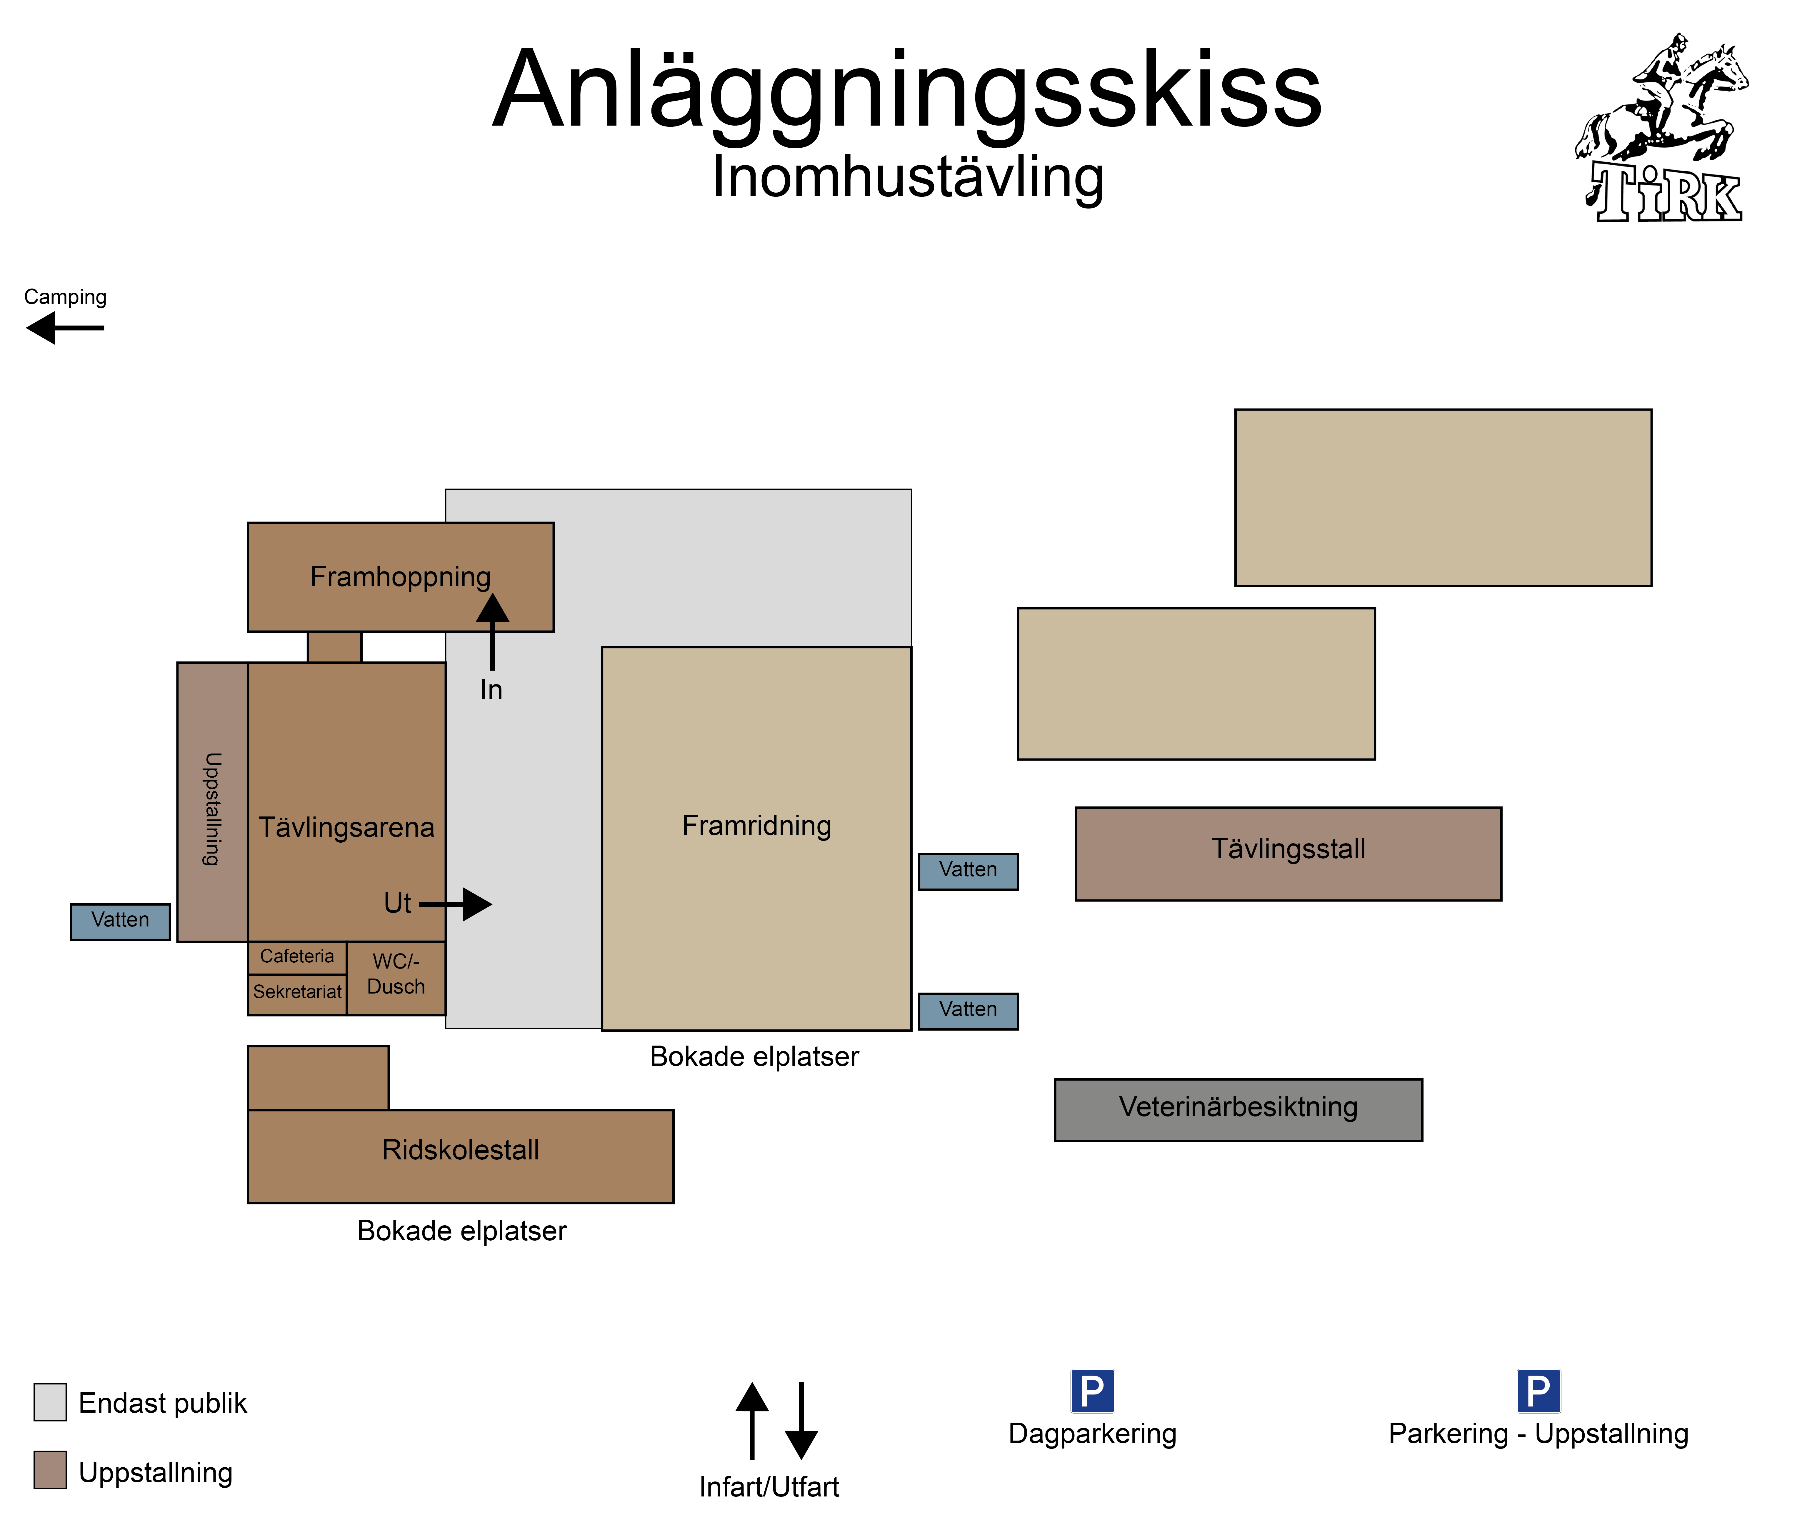 Anläggningsskiss
Inomhustävling
TiRK
Camping
Framhoppning
In
Uppstallning
Tävlingsarena
Framridning
Tävlingsstall
Vatten
Ut
Vatten
Cafeteria
WC/-
Dusch
Sekretariat
Vatten
Bokade elplatser
Veterinärbesiktning
Ridskolestall
Bokade elplatser
Endast publik
Uppstallning
Infart/Utfart
P
Dagparkering
P
Parkering - Uppstallning